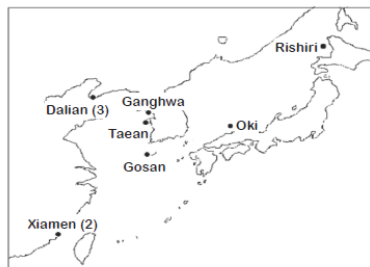 Rishiri
Dalian (3)
Ganghwa
Taean
Oki
Gosan
Xiamen (2)